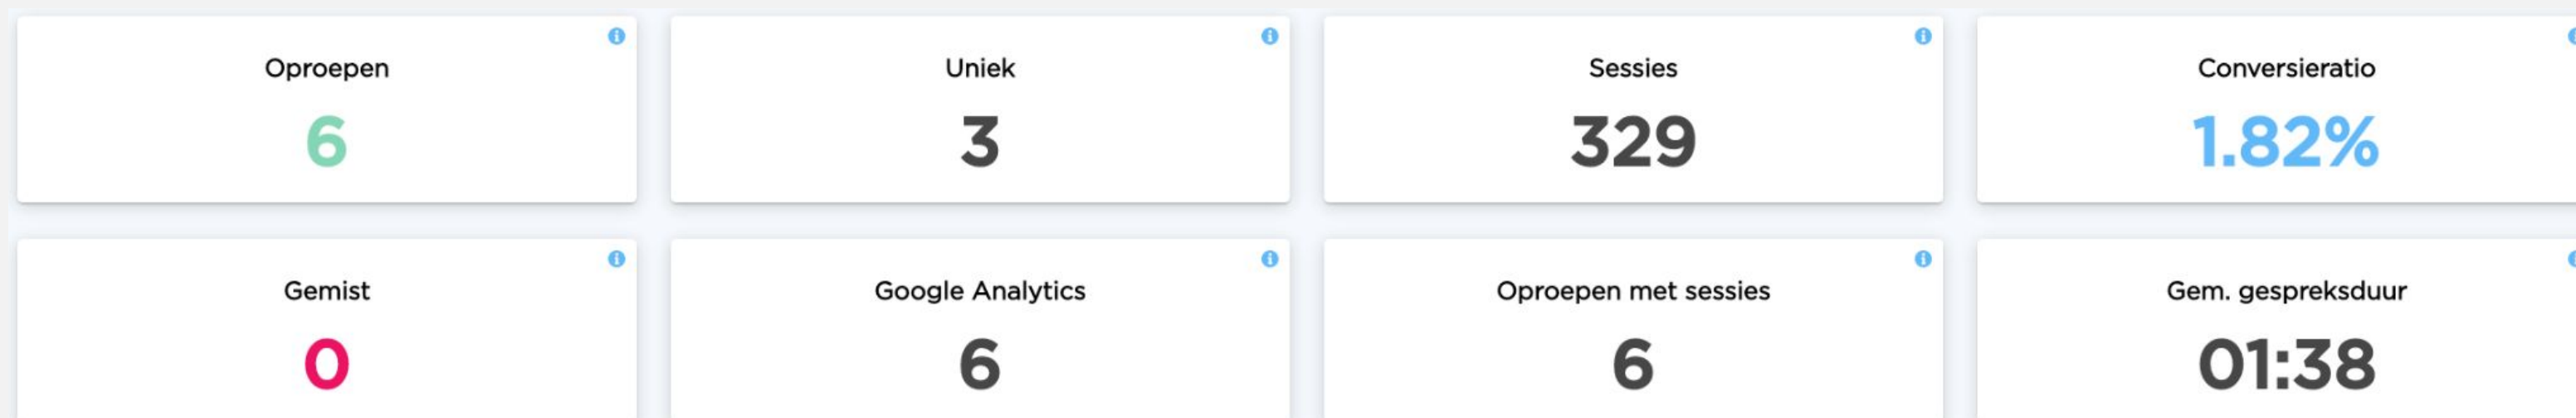 Oproepen
6
Uniek
3
Sessies
329
Conversieratio
1.82%
Gemist
0
Google Analytics
6
Oproepen met sessies
6
Gem. gespreksduur
01:38